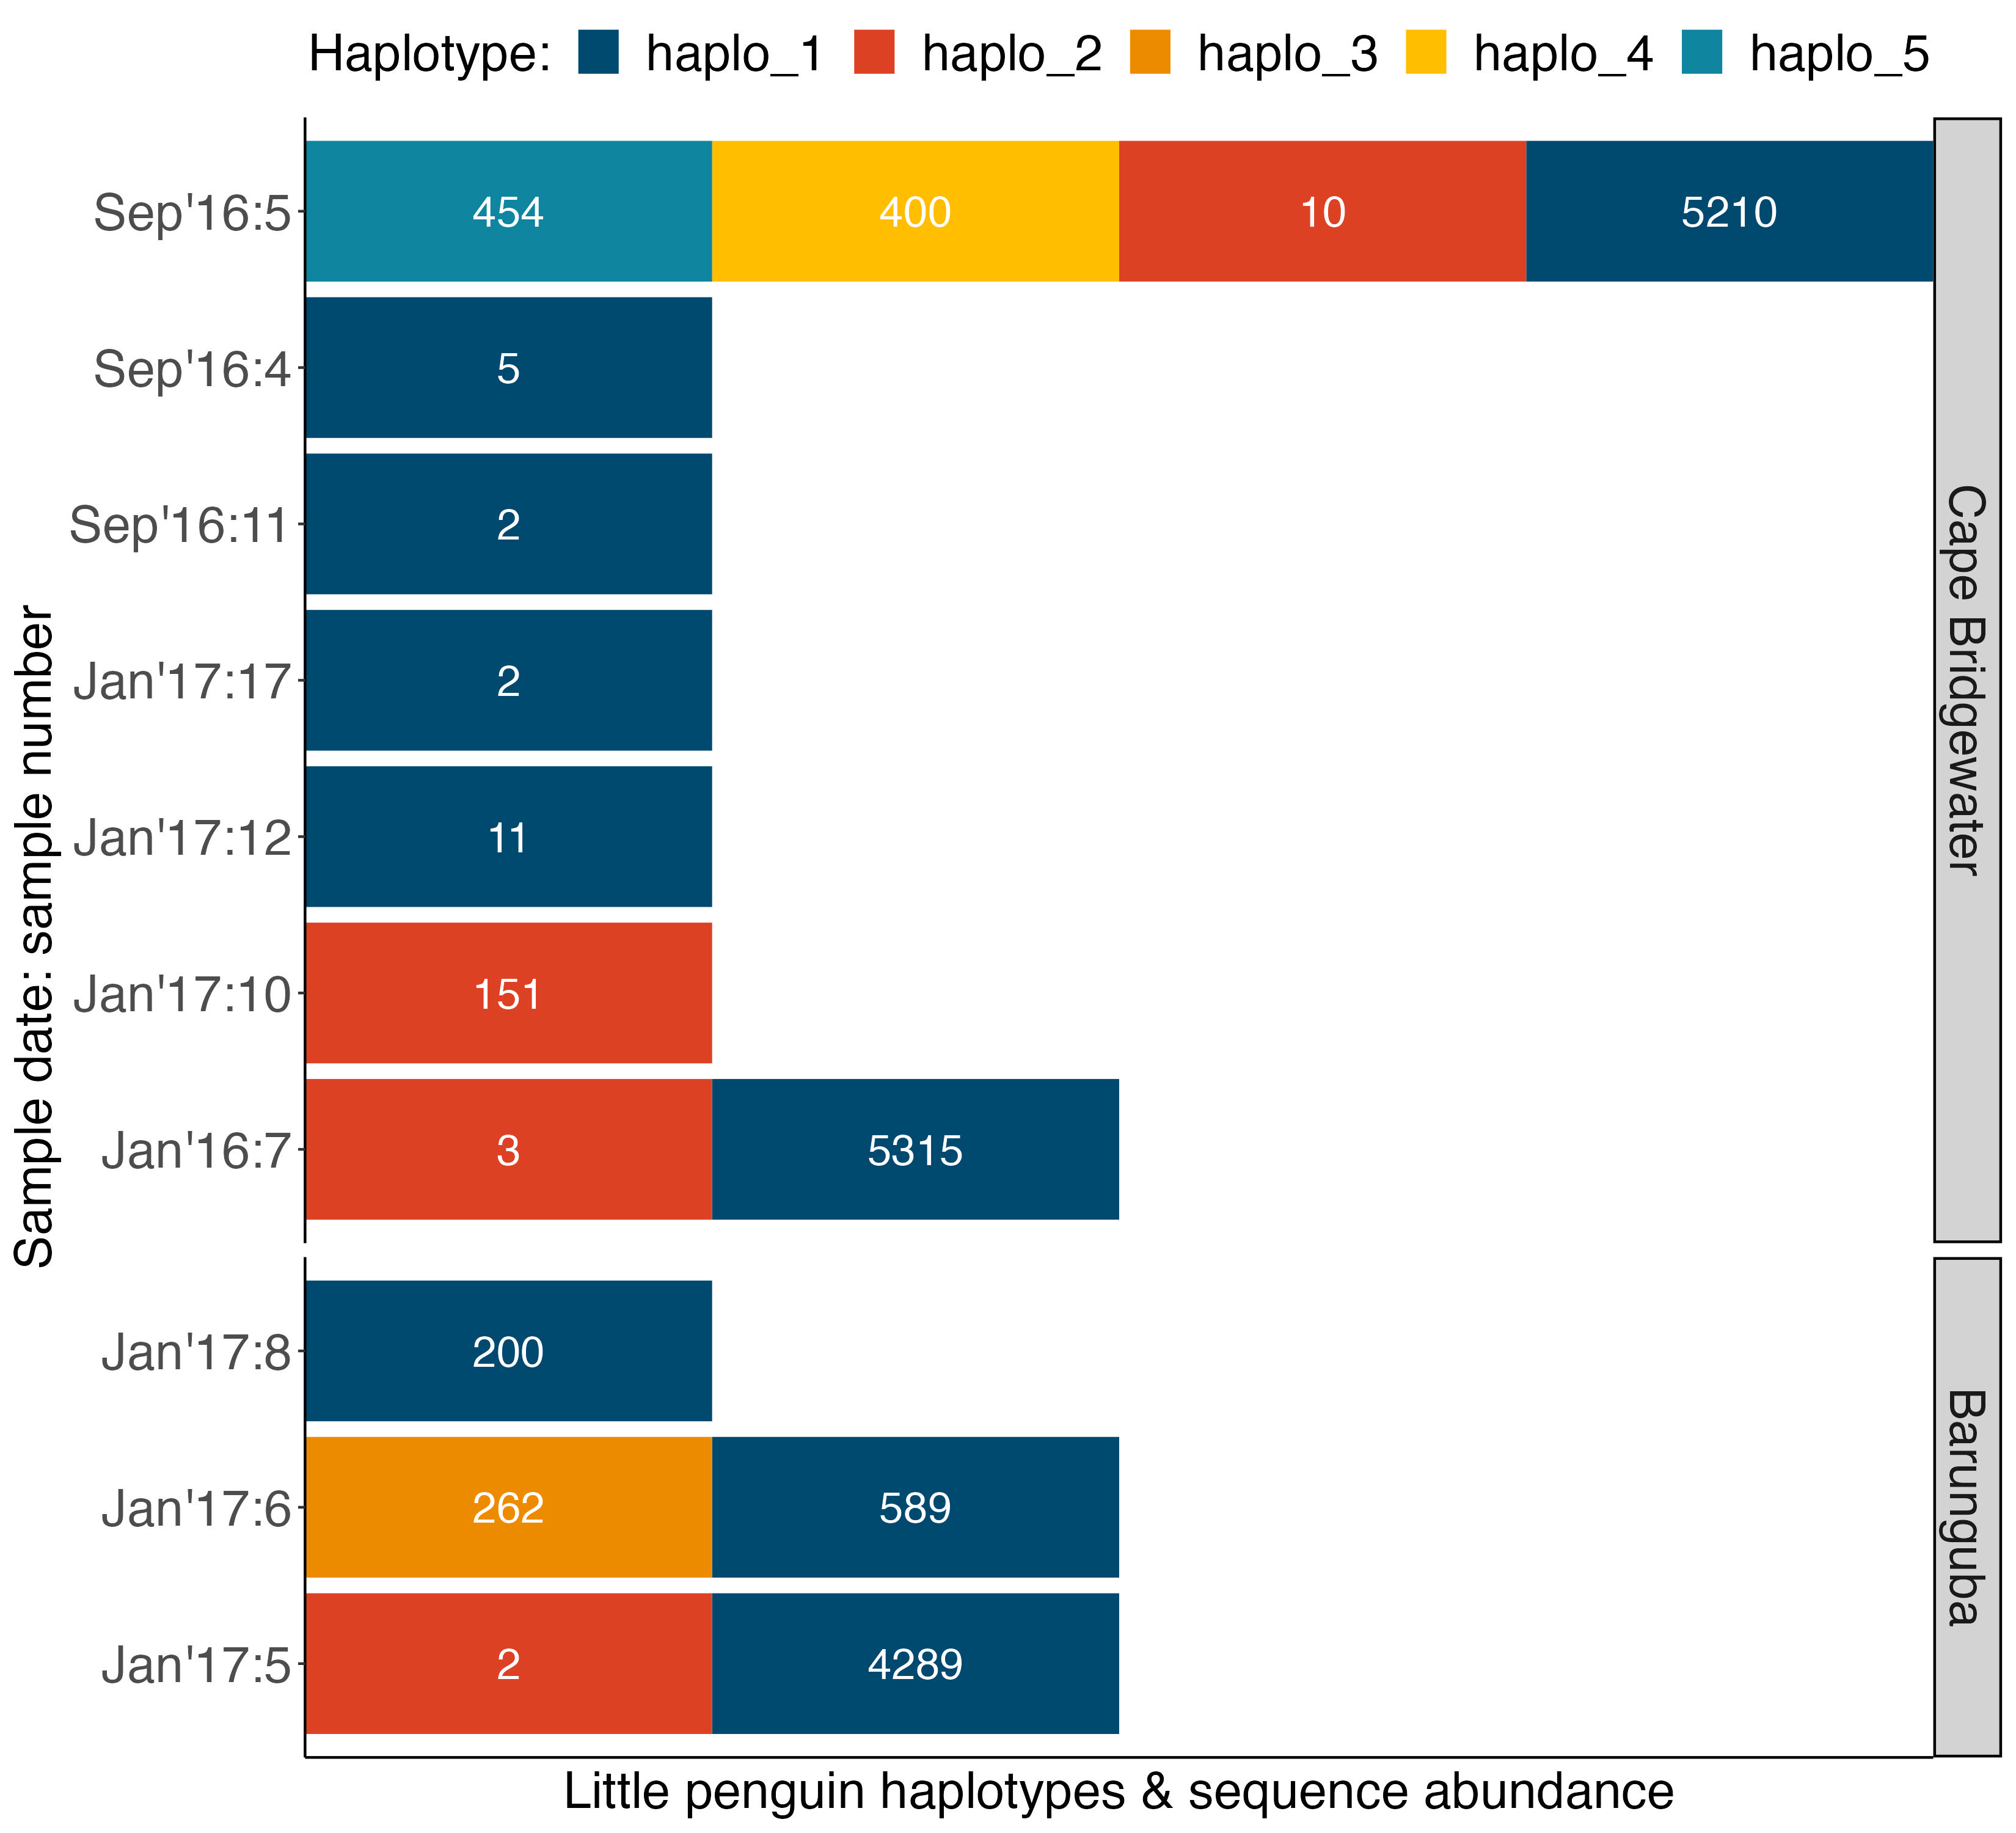 Haplotype: haplo_1 haplo_2 haplo_3 haplo_4 haplo_5
Sample date: sample number
Cape Bridgewater
Sep'16:5 454 400 10 5210
Sep'16:4 5
Sep'16:11 2
Jan'17:17 2
Jan'17:12 11
Jan'17:10 151
Jan'16:7 3 5315
Barunguba
Jan'17:8 200
Jan'17:6 262 589
Jan'17:5 2 4289
Little penguin haplotypes & sequence abundance